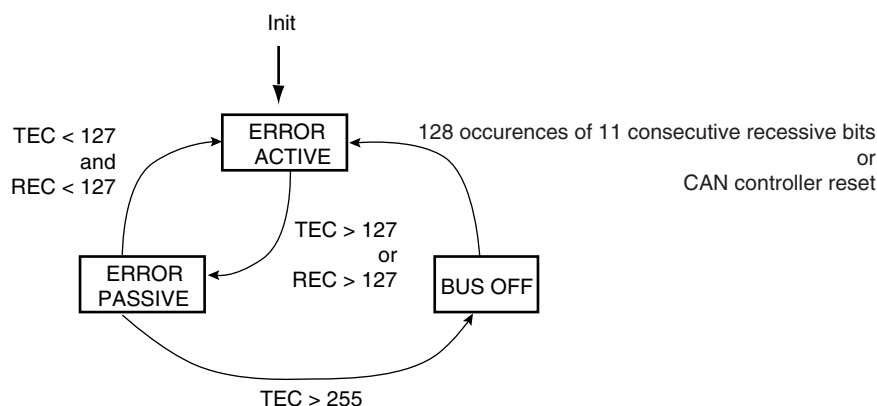 Init
ERROR
ACTIVE
TEC < 127
and
REC < 127
128 occurences of 11 consecutive recessive bits
or
CAN controller reset
TEC > 127
or
REC > 127
ERROR
PASSIVE
BUS OFF
TEC > 255